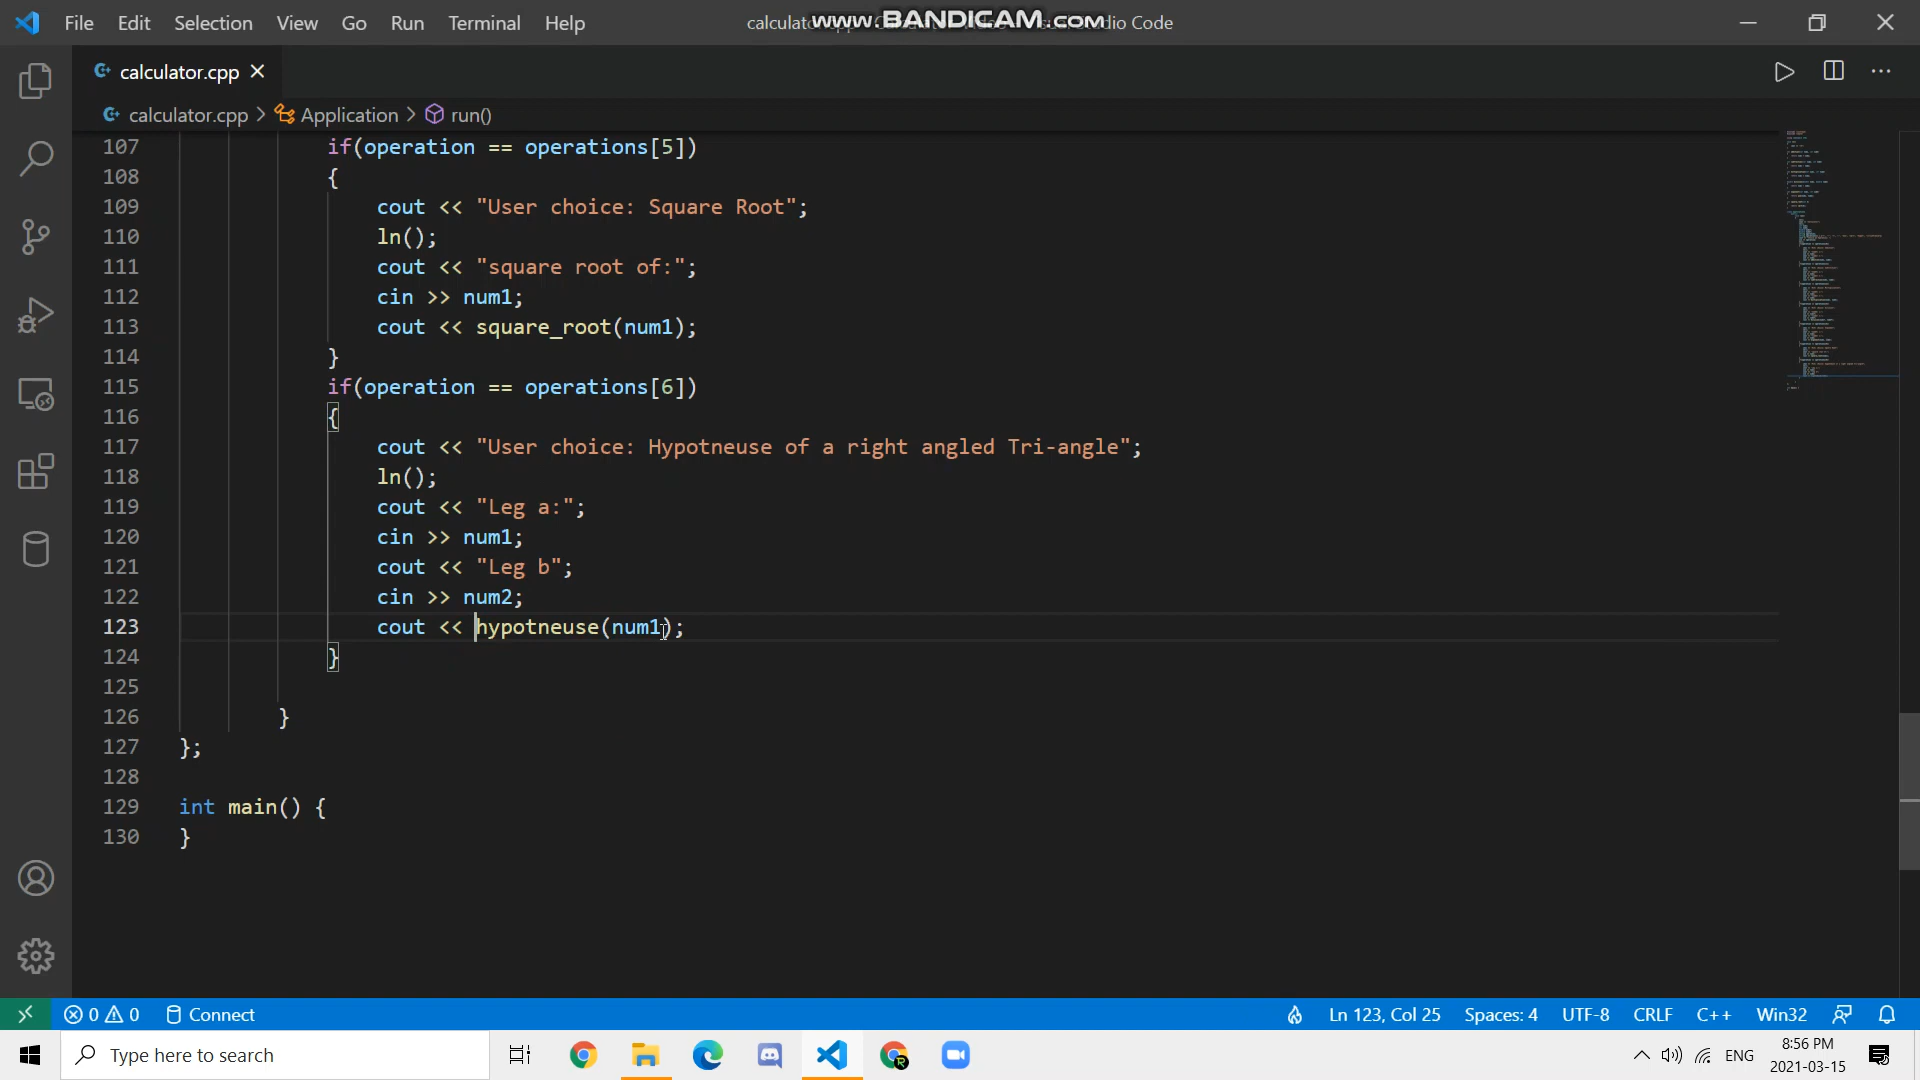 File Edit Selection View Go Run Terminal Help
www.BANDICAM.com
calculator.cpp
calculator.cpp > Application > run()
107 if(operation == operations[5])
108 {
109 cout << "User choice: Square Root";
110 ln();
111 cout << "square root of:";
112 cin >> num1;
113 cout << square_root(num1);
114 }
115 if(operation == operations[6])
116 {
117 cout << "User choice: Hypotneuse of a right angled Tri-angle";
118 ln();
119 cout << "Leg a:";
120 cin >> num1;
121 cout << "Leg b";
122 cin >> num2;
123 cout << hypotneuse(num1);
124 }
125
126 }
127 };
128
129 int main() {
130 }
0 0 Connect Ln 123, Col 25 Spaces: 4 UTF-8 CRLF C++ Win32
Type here to search
ENG
8:56 PM
2021-03-15